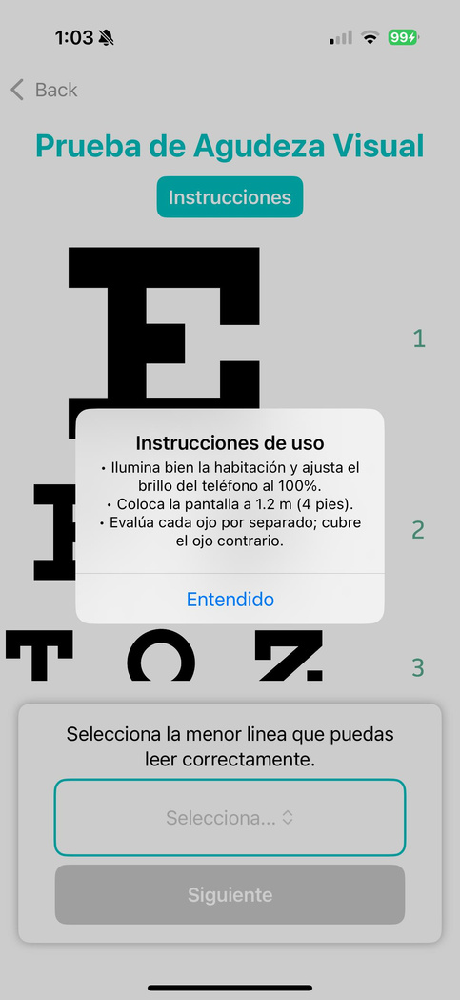 1:03
99
Back
Prueba de Agudeza Visual
Instrucciones
E
1
Instrucciones de uso
• Ilumina bien la habitación y ajusta el
brillo del teléfono al 100%.
• Coloca la pantalla a 1.2 m (4 pies).
• Evalúa cada ojo por separado; cubre
el ojo contrario.
Entendido
2
T O Z
3
Selecciona la menor linea que puedas
leer correctamente.
Selecciona...
Siguiente